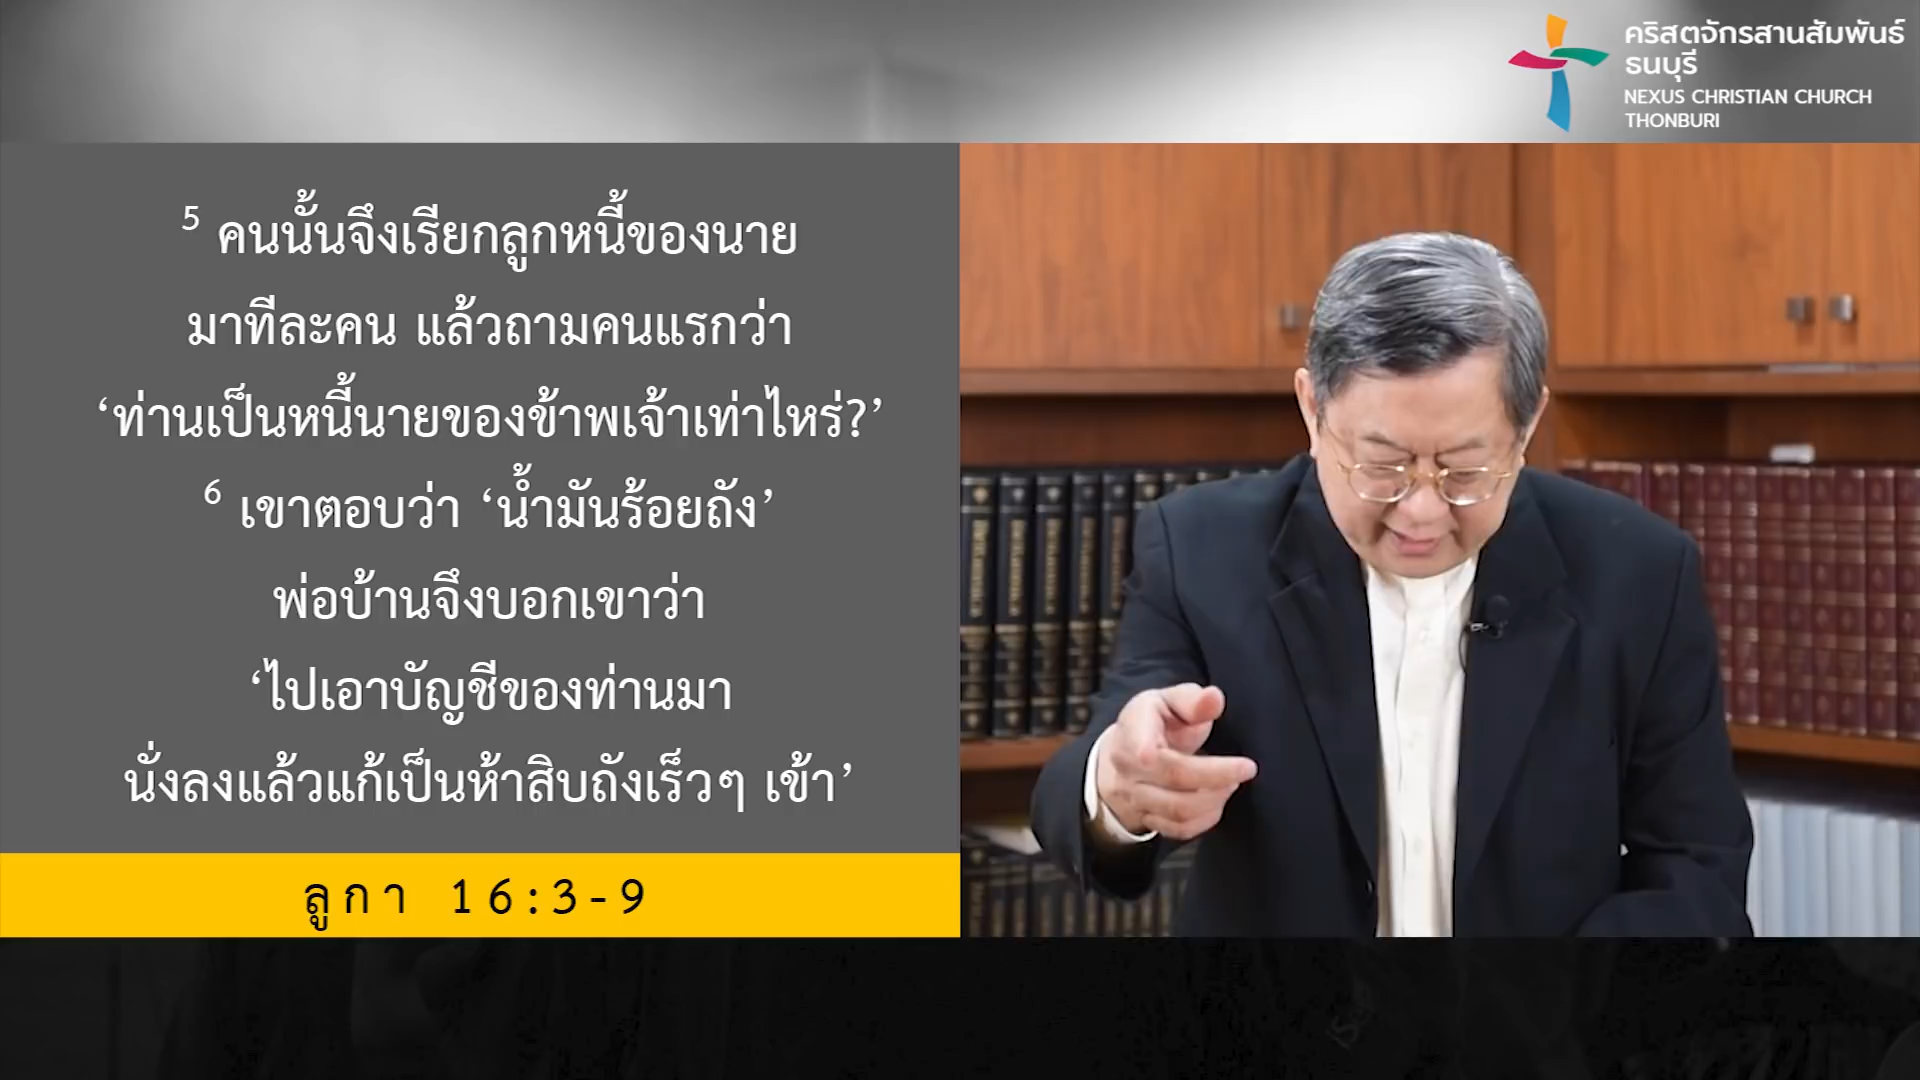 คริสตจักรสานสัมพันธ์
ธนบุรี
NEXUS CHRISTIAN CHURCH
THONBURI
5 คนนั้นจึงเรียกลูกหนี้ของนาย
มาทีละคน แล้วถามคนแรกว่า
‘ท่านเป็นหนี้นายของข้าพเจ้าเท่าไหร่?’
6 เขาตอบว่า ‘น้ำมันร้อยถัง’
พ่อบ้านจึงบอกเขาว่า
‘ไปเอาบัญชีของท่านมา
นั่งลงแล้วแก้เป็นห้าสิบถังเร็วๆ เข้า’
ลูกา 16:3-9